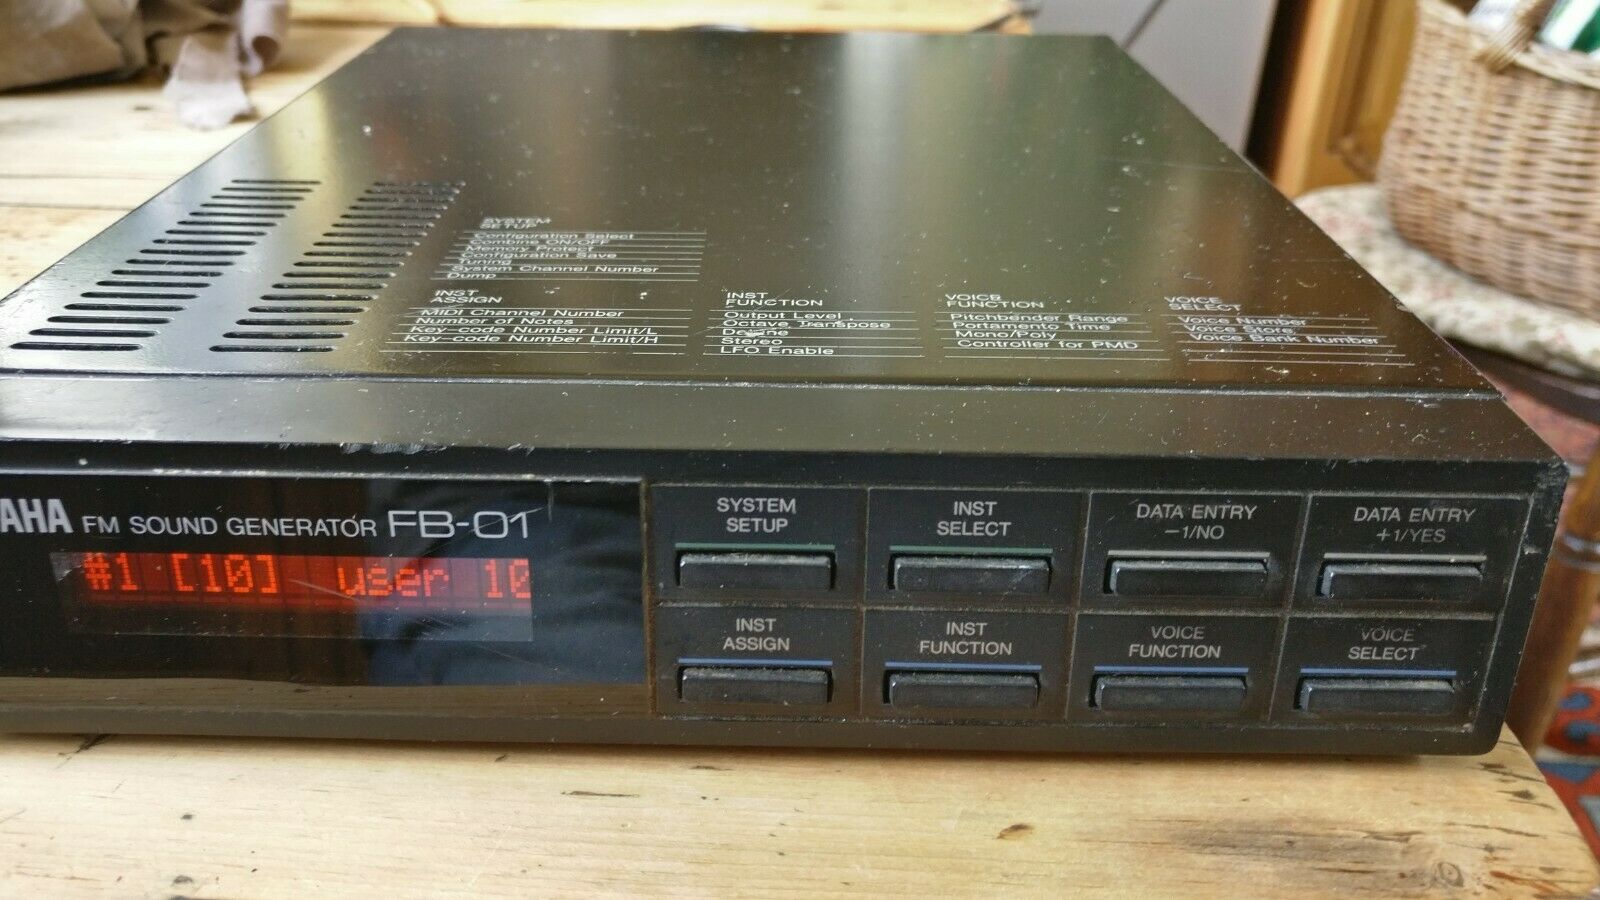 SYSTEM
SETUP
Configuration Select
Combine ON/OFF
Memory Protect
Configuration Save
Tuning
System Channel Number
Dump
INST
ASSIGN
MIDI Channel Number
Number of Notes
Key-code Number Limit/L
Key-code Number Limit/H
INST
FUNCTION
Output Level
Octave Transpose
Detune
Stereo
LFO Enable
VOICE
FUNCTION
Pitchbender Range
Portamento Time
Mono/Poly
Controller for PMD
VOICE
SELECT
Voice Number
Voice Store
Voice Bank Number
AHA FM SOUND GENERATOR FB-01
#1 [10] user 10
SYSTEM
SETUP
INST
SELECT
DATA ENTRY
-1/NO
DATA ENTRY
+1/YES
INST
ASSIGN
INST
FUNCTION
VOICE
FUNCTION
VOICE
SELECT